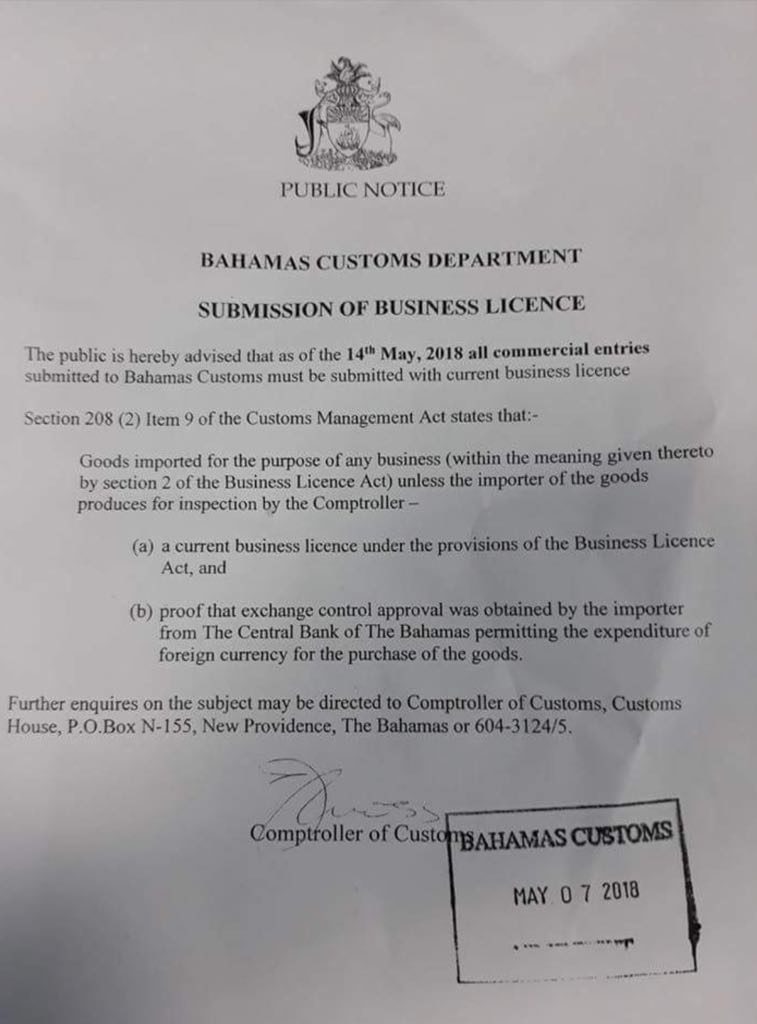 PUBLIC NOTICE
BAHAMAS CUSTOMS DEPARTMENT
SUBMISSION OF BUSINESS LICENCE
The public is hereby advised that as of the 14th May, 2018 all commercial entries
submitted to Bahamas Customs must be submitted with current business licence
Section 208 (2) Item 9 of the Customs Management Act states that:-
Goods imported for the purpose of any business (within the meaning given thereto
by section 2 of the Business Licence Act) unless the importer of the goods
produces for inspection by the Comptroller –
(a) a current business licence under the provisions of the Business Licence
Act, and
(b) proof that exchange control approval was obtained by the importer
from The Central Bank of The Bahamas permitting the expenditure of
foreign currency for the purchase of the goods.
Further enquires on the subject may be directed to Comptroller of Customs, Customs
House, P.O.Box N-155, New Providence, The Bahamas or 604-3124/5.
Comptroller of Customs
BAHAMAS CUSTOMS
MAY 07 2018